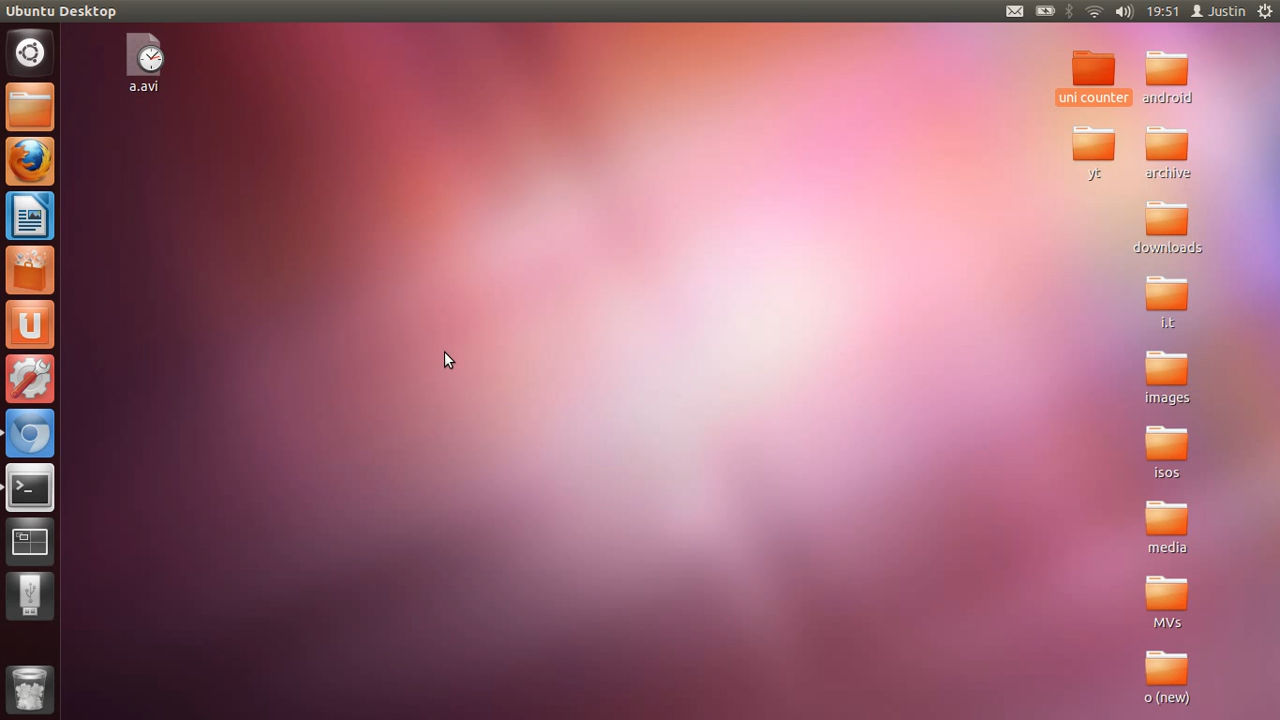 Ubuntu Desktop
19:51
Justin
a.avi
uni counter
android
yt
archive
downloads
i.t
images
isos
media
MVs
o (new)